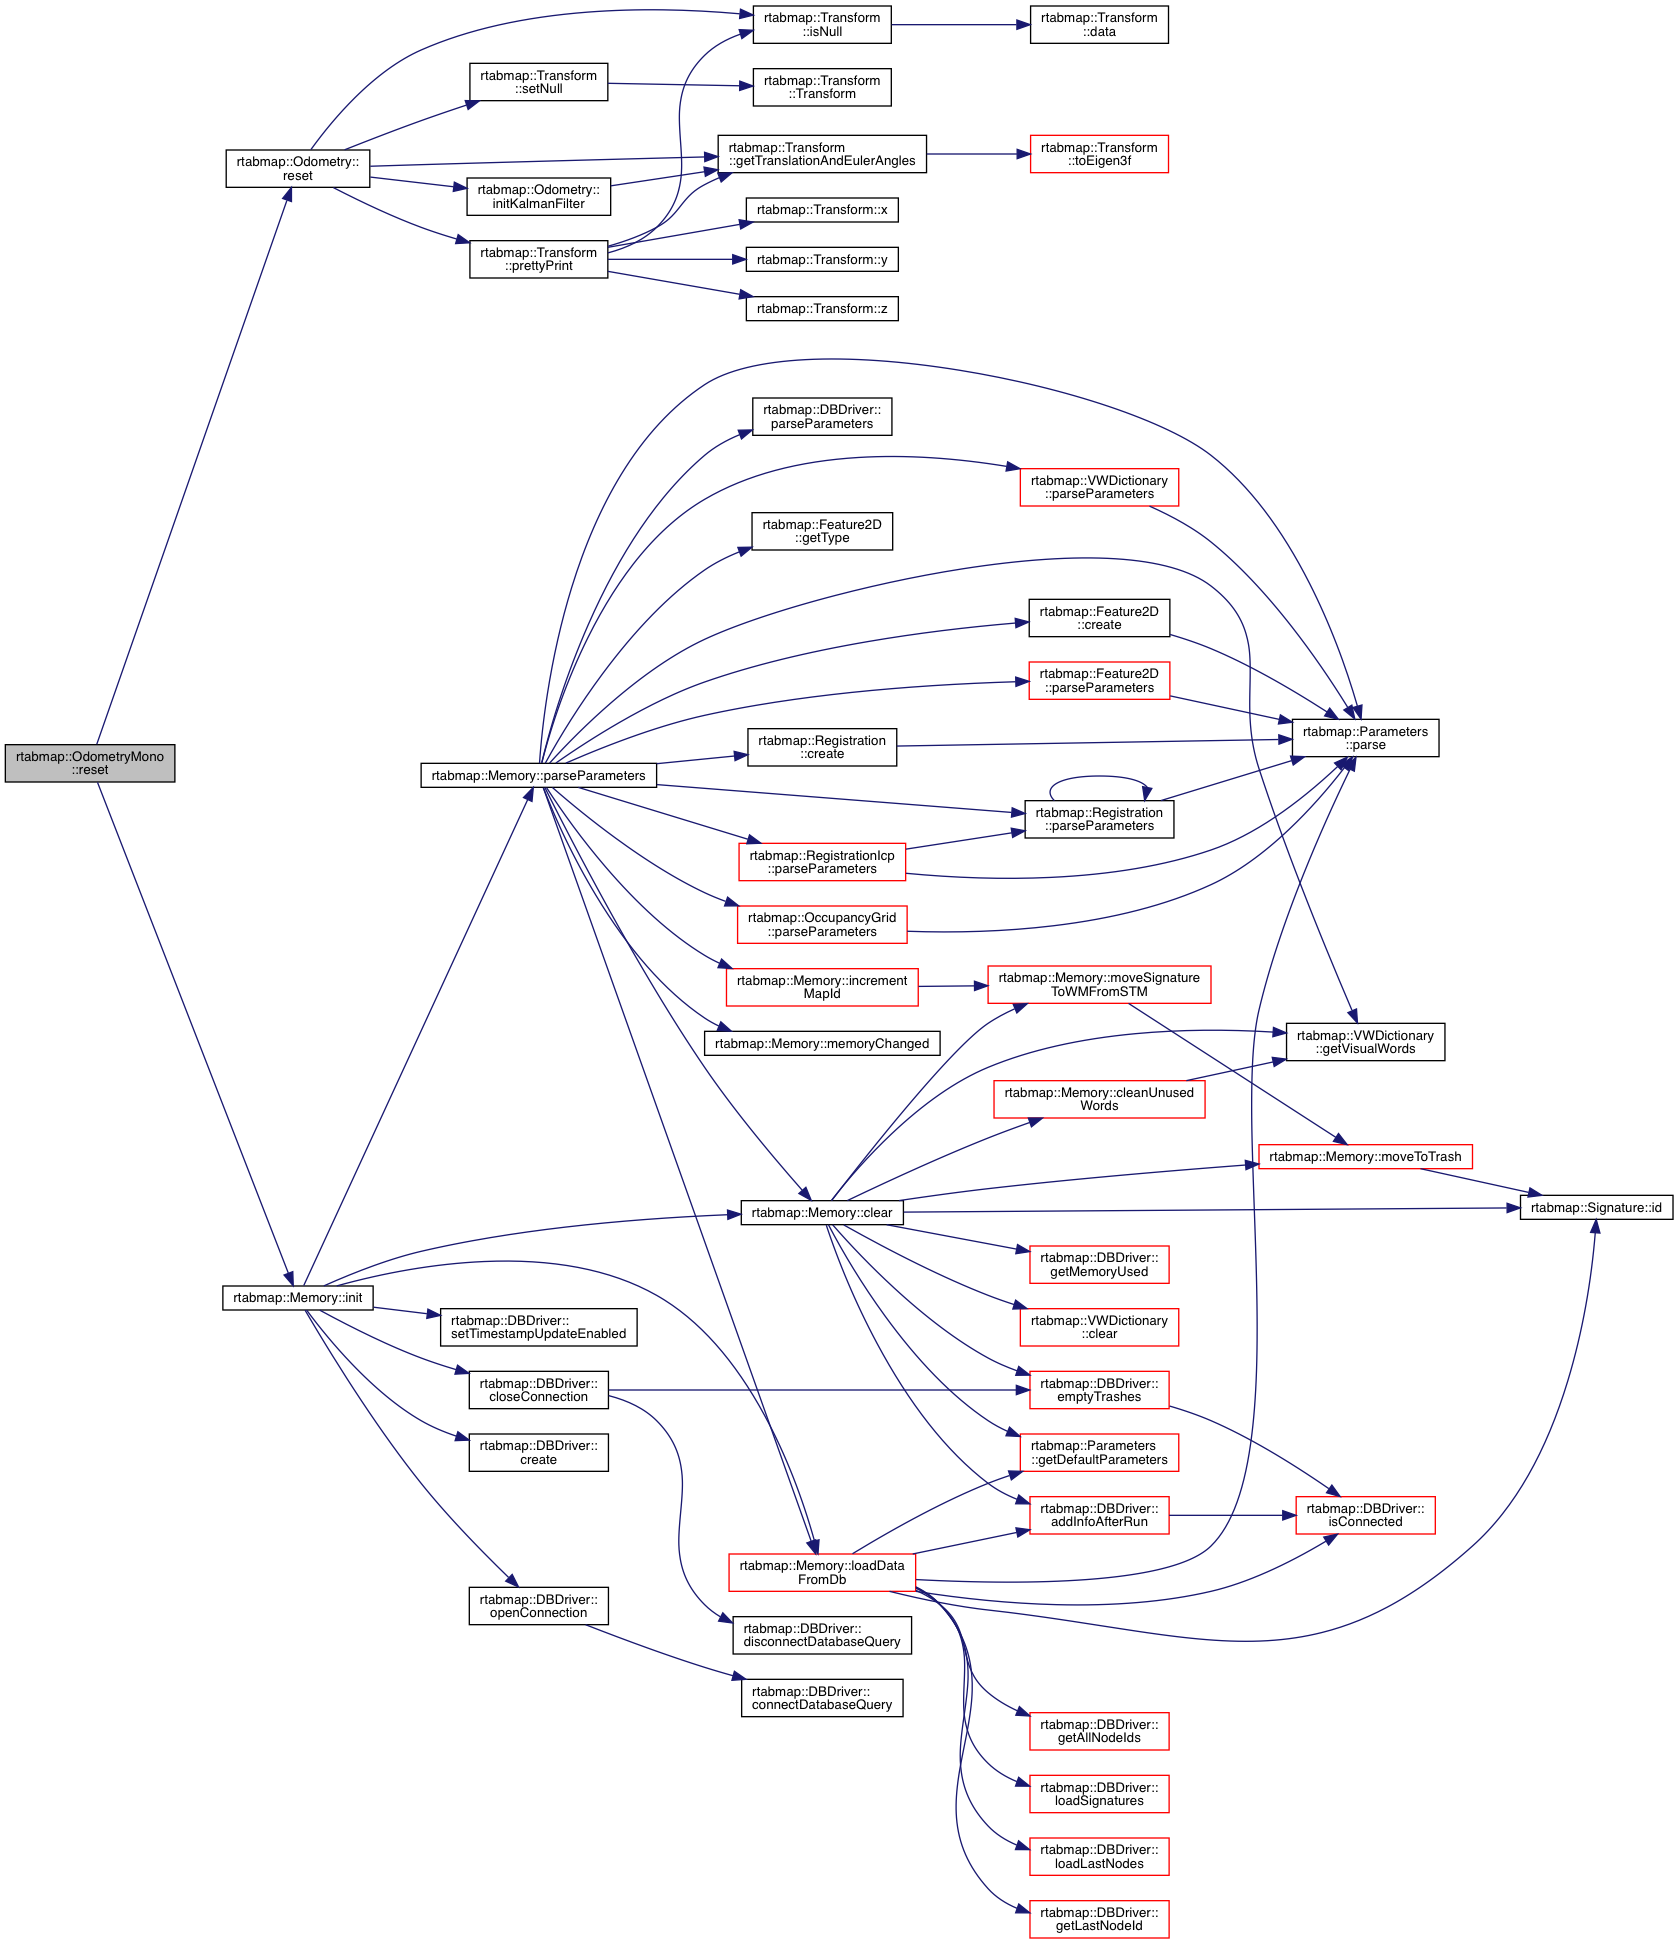 rtabmap::Transform
::isNull
rtabmap::Transform
::data
rtabmap::Transform
::setNull
rtabmap::Transform
::Transform
rtabmap::Odometry::
reset
rtabmap::Transform
::getTranslationAndEulerAngles
rtabmap::Transform
::toEigen3f
rtabmap::Odometry::
initKalmanFilter
rtabmap::Transform::x
rtabmap::Transform
::prettyPrint
rtabmap::Transform::y
rtabmap::Transform::z
rtabmap::DBDriver::
parseParameters
rtabmap::VWDictionary
::parseParameters
rtabmap::Feature2D
::getType
rtabmap::Feature2D
::create
rtabmap::Feature2D
::parseParameters
rtabmap::Parameters
::parse
rtabmap::Registration
::create
rtabmap::OdometryMono
::reset
rtabmap::Memory::parseParameters
rtabmap::Registration
::parseParameters
rtabmap::RegistrationIcp
::parseParameters
rtabmap::OccupancyGrid
::parseParameters
rtabmap::Memory::increment
MapId
rtabmap::Memory::moveSignature
ToWMFromSTM
rtabmap::Memory::memoryChanged
rtabmap::VWDictionary
::getVisualWords
rtabmap::Memory::cleanUnused
Words
rtabmap::Memory::moveToTrash
rtabmap::Memory::clear
rtabmap::Signature::id
rtabmap::DBDriver::
getMemoryUsed
rtabmap::Memory::init
rtabmap::DBDriver::
setTimestampUpdateEnabled
rtabmap::VWDictionary
::clear
rtabmap::DBDriver::
closeConnection
rtabmap::DBDriver::
emptyTrashes
rtabmap::DBDriver::
create
rtabmap::Parameters
::getDefaultParameters
rtabmap::DBDriver::
addInfoAfterRun
rtabmap::DBDriver::
isConnected
rtabmap::Memory::loadData
FromDb
rtabmap::DBDriver::
openConnection
rtabmap::DBDriver::
disconnectDatabaseQuery
rtabmap::DBDriver::
connectDatabaseQuery
rtabmap::DBDriver::
getAllNodeIds
rtabmap::DBDriver::
loadSignatures
rtabmap::DBDriver::
loadLastNodes
rtabmap::DBDriver::
getLastNodeId